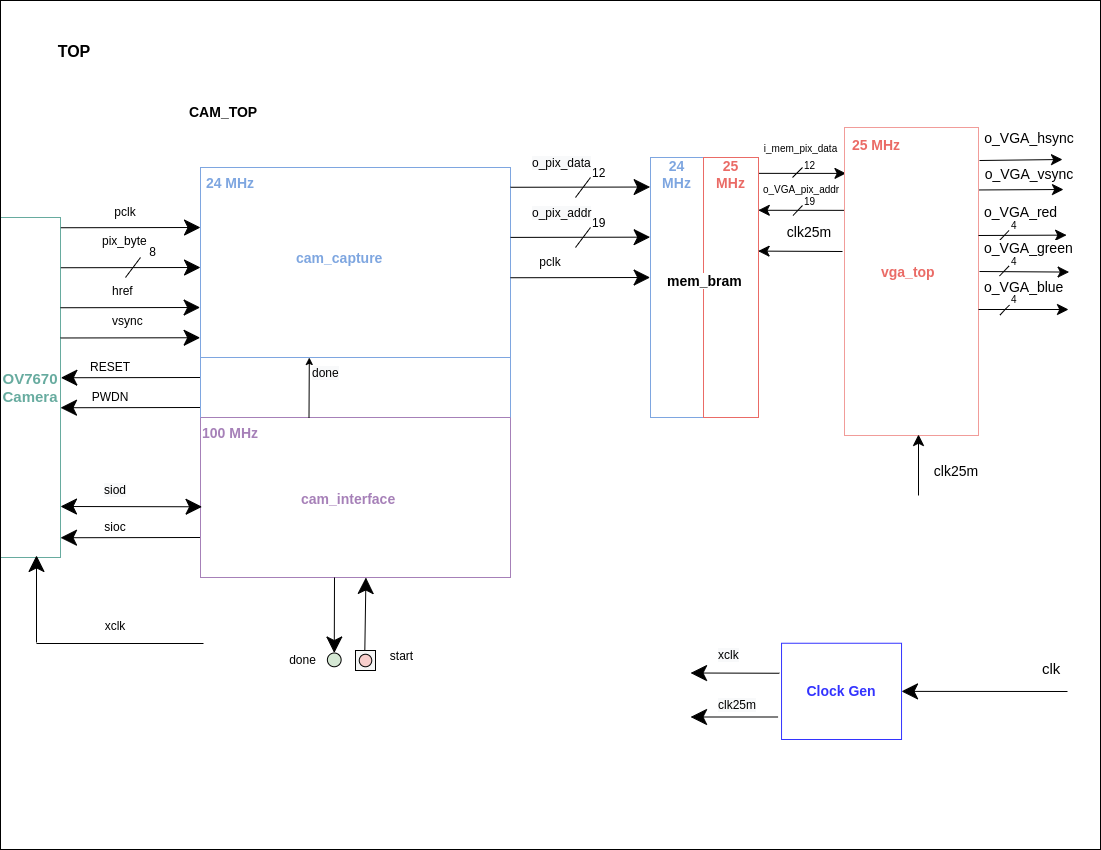 TOP
CAM_TOP
24 MHz
cam_capture
pclk
pix_byte
8
href
vsync
RESET
PWDN
OV7670
Camera
done
100 MHz
cam_interface
siod
sioc
xclk
done
start
o_pix_data
12
o_pix_addr
19
pclk
24
MHz
25
MHz
mem_bram
i_mem_pix_data
12
o_VGA_pix_addr
19
clk25m
25 MHz
vga_top
o_VGA_hsync
o_VGA_vsync
o_VGA_red
4
o_VGA_green
4
o_VGA_blue
4
clk25m
xclk
clk25m
Clock Gen
clk